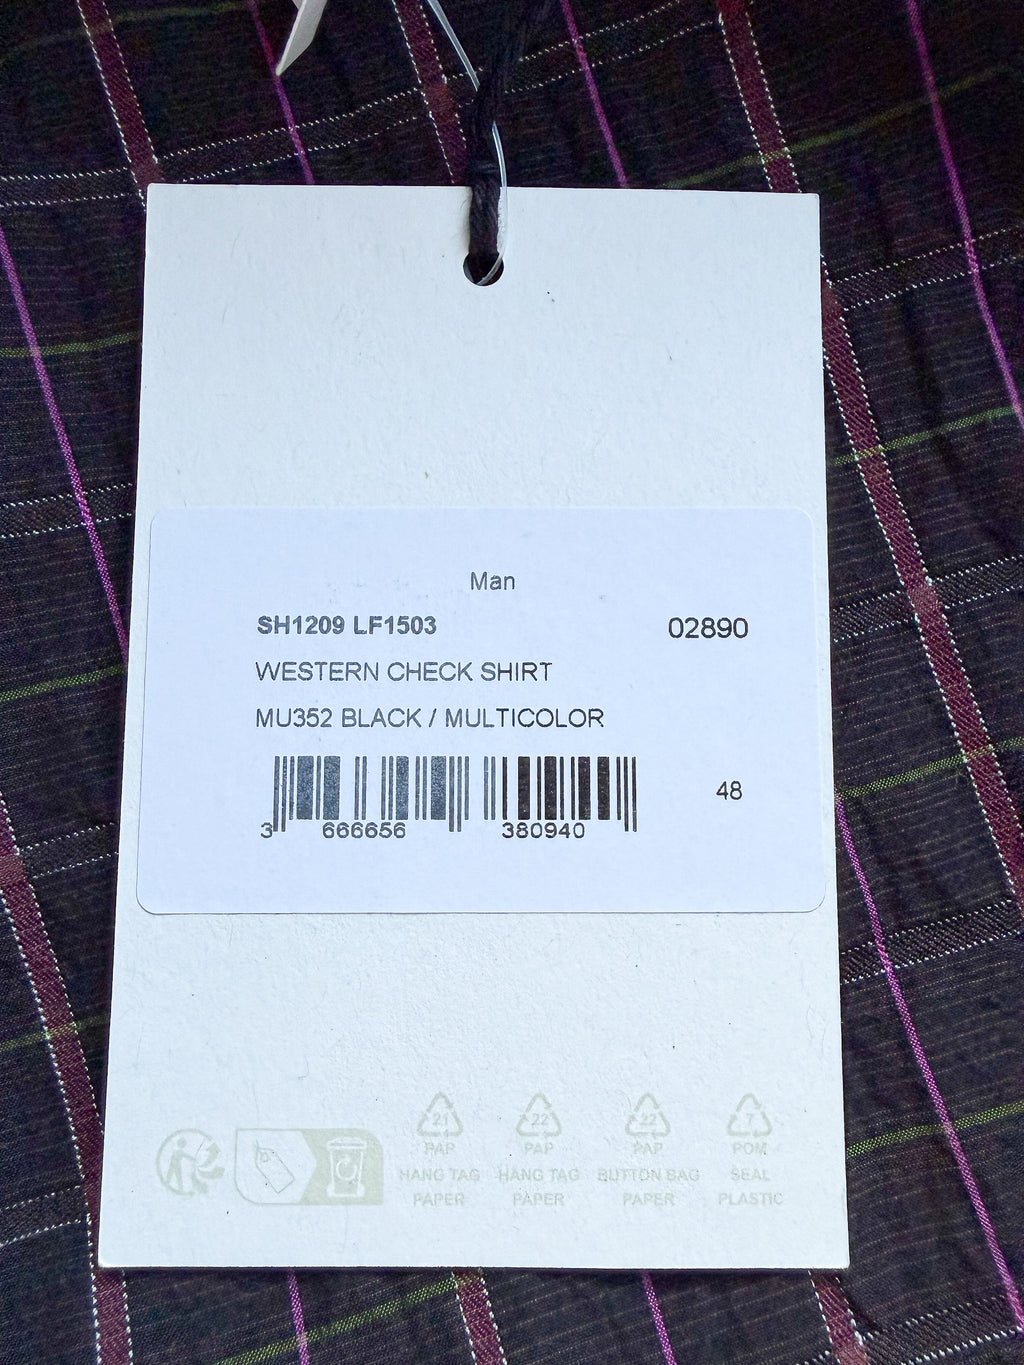 Man
SH1209 LF1503 02890
WESTERN CHECK SHIRT
MU352 BLACK / MULTICOLOR
48
3 666656 380940
21 22 22 7
PAP PAP PAP POM
HANG TAG HANG TAG BUTTON BAG SEAL
PAPER PAPER PAPER PLASTIC